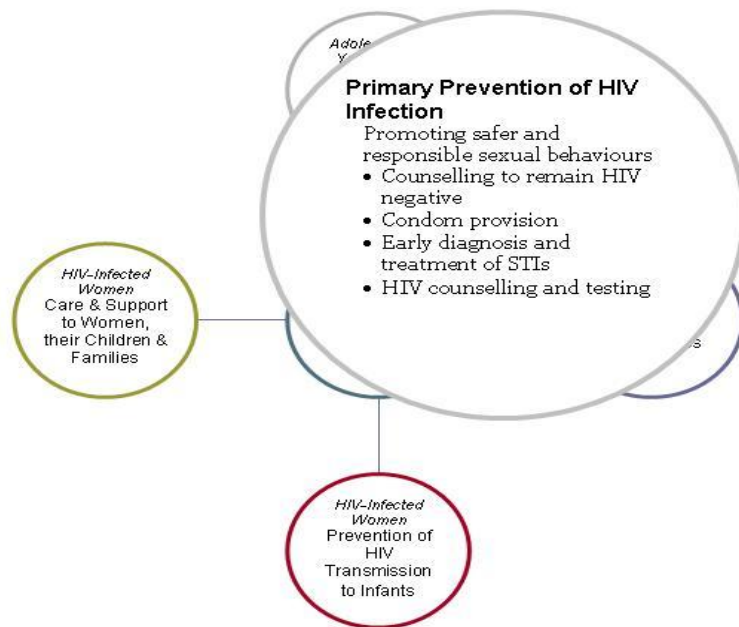 Primary Prevention of HIV
Infection
Promoting safer and
responsible sexual behaviours
• Counselling to remain HIV
negative
• Condom provision
• Early diagnosis and
treatment of STIs
• HIV counselling and testing
HIV-Infected
Women
Care & Support
to Women,
their Children &
Families
HIV-Infected
Women
Prevention of
HIV
Transmission
to Infants